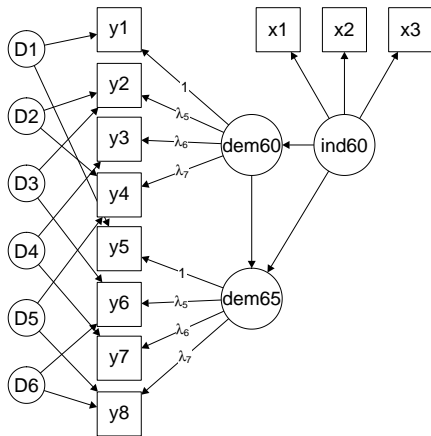 x1 x2 x3
D1 y1
D2 y2 1
D3 y3 λ5
λ6 dem60 ind60
D4 y4 λ7
D5 y5 1
D6 y6 λ5 dem65
y7 λ6
y8 λ7